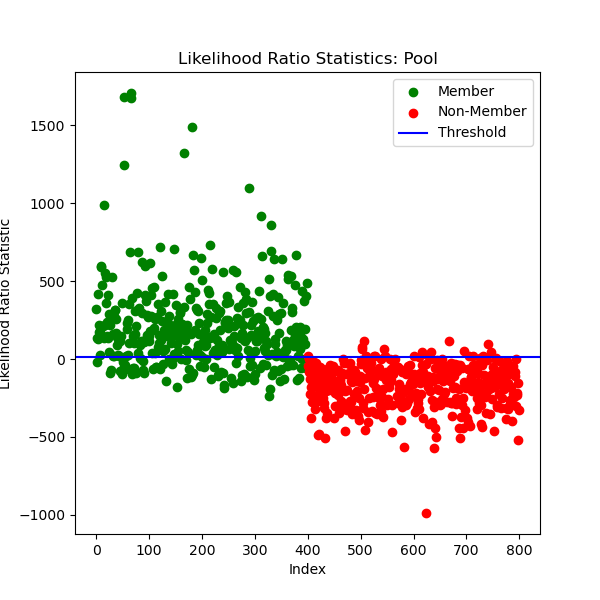 Likelihood Ratio Statistics: Pool
Member
Non-Member
Threshold
Likelihood Ratio Statistic
1500
1000
500
0
−500
−1000
0 100 200 300 400 500 600 700 800
Index